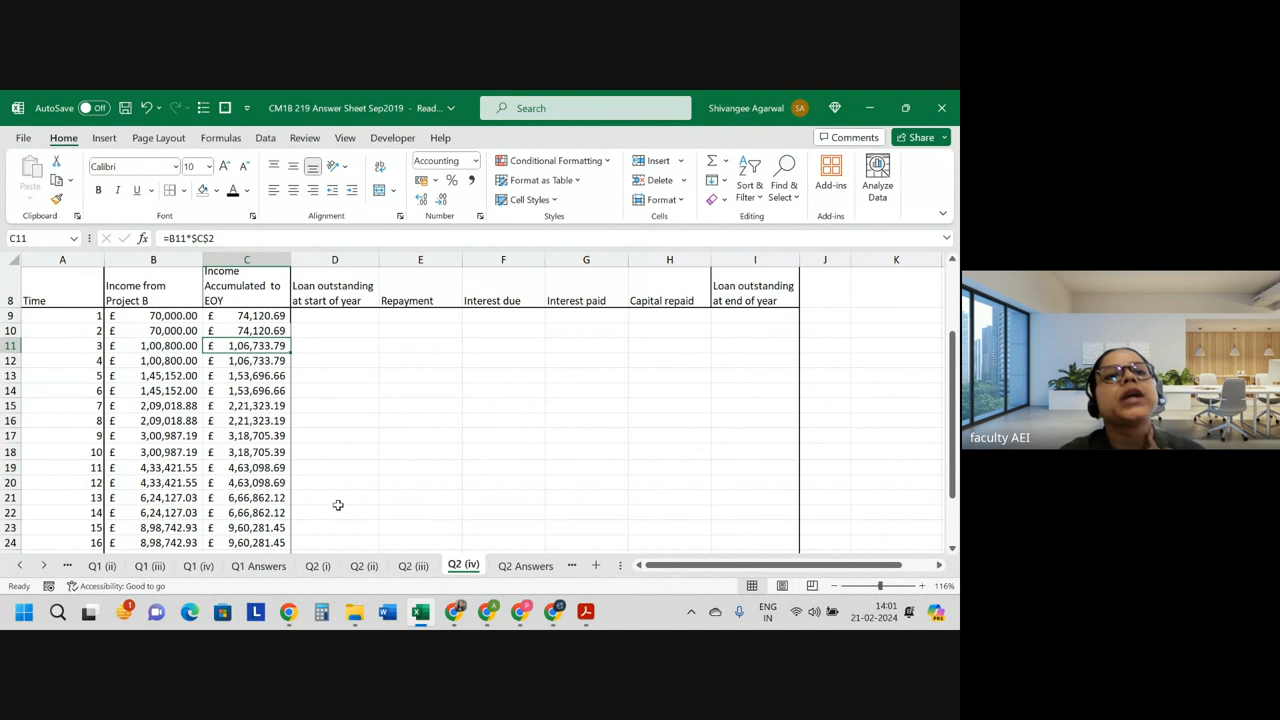 AutoSave Off CM1B 219 Answer Sheet Sep2019 - Read... Search Shivangee Agarwal SA
File Home Insert Page Layout Formulas Data Review View Developer Help Comments Share
Paste Calibri 10 Accounting Conditional Formatting Insert Sort & Filter Find & Select Add-ins Analyze Data
B I U Format as Table Delete
Cell Styles Format
Clipboard Font Alignment Number Styles Cells Editing Add-ins
C11 fx =B11*$C$2
A B C D E F G H I J K
8 Time Income from Project B Income Accumulated to EOY Loan outstanding at start of year Repayment Interest due Interest paid Capital repaid Loan outstanding at end of year
9 1 £ 70,000.00 £ 74,120.69
10 2 £ 70,000.00 £ 74,120.69
11 3 £ 1,00,800.00 £ 1,06,733.79
12 4 £ 1,00,800.00 £ 1,06,733.79
13 5 £ 1,45,152.00 £ 1,53,696.66
14 6 £ 1,45,152.00 £ 1,53,696.66
15 7 £ 2,09,018.88 £ 2,21,323.19
16 8 £ 2,09,018.88 £ 2,21,323.19
17 9 £ 3,00,987.19 £ 3,18,705.39
18 10 £ 3,00,987.19 £ 3,18,705.39
19 11 £ 4,33,421.55 £ 4,63,098.69
20 12 £ 4,33,421.55 £ 4,63,098.69
21 13 £ 6,24,127.03 £ 6,66,862.12
22 14 £ 6,24,127.03 £ 6,66,862.12
23 15 £ 8,98,742.93 £ 9,60,281.45
24 16 £ 8,98,742.93 £ 9,60,281.45
Q1 (ii) Q1 (iii) Q1 (iv) Q1 Answers Q2 (i) Q2 (ii) Q2 (iii) Q2 (iv) Q2 Answers
Ready Accessibility: Good to go 116%
ENG IN 14:01 21-02-2024
faculty AEI